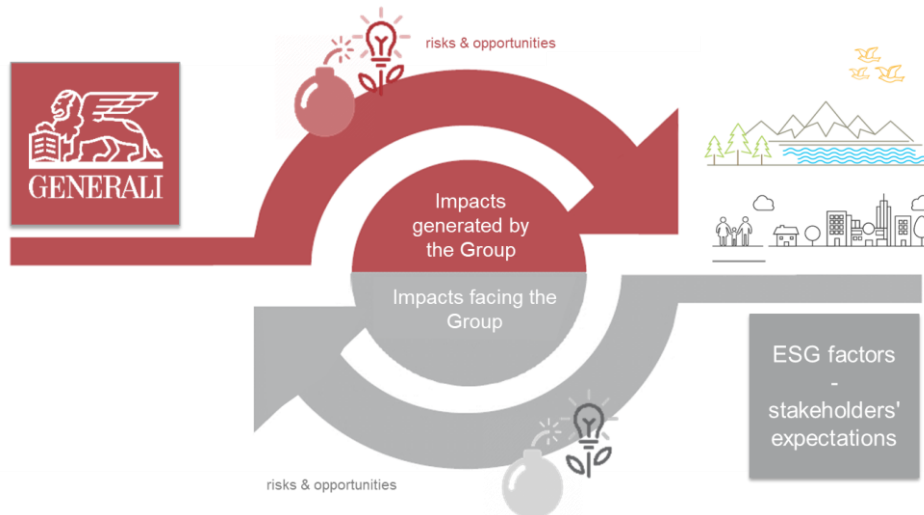 risks & opportunities
GENERALI
Impacts
generated by
the Group
Impacts facing the
Group
ESG factors
-
stakeholders'
expectations
risks & opportunities